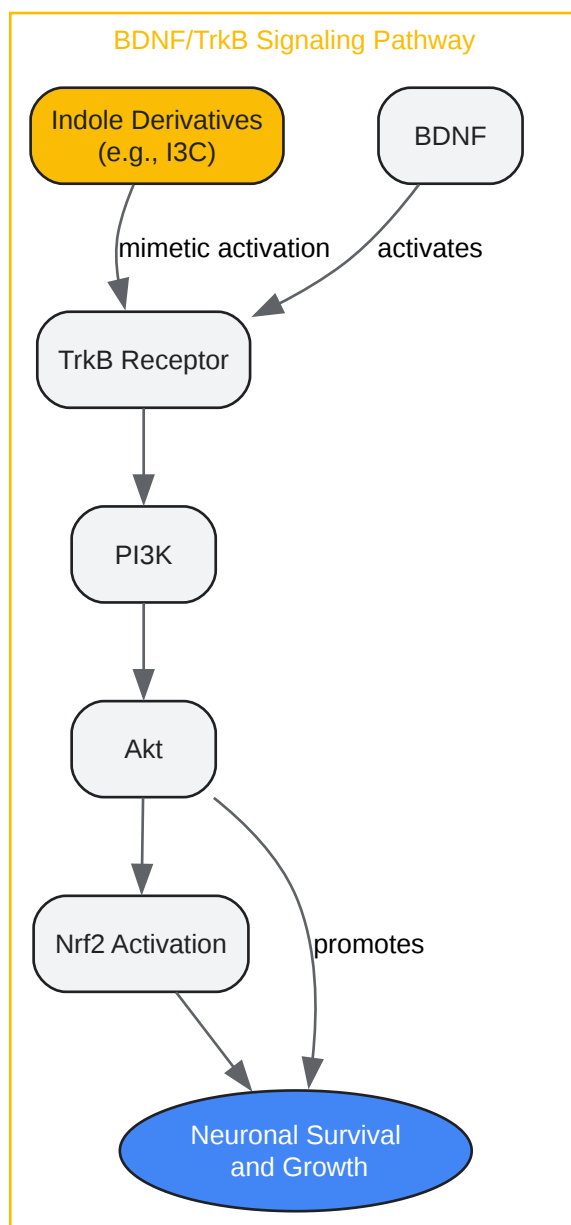 BDNF/TrkB Signaling Pathway
Indole Derivatives
(e.g., I3C)
BDNF
mimetic activation
activates
TrkB Receptor
PI3K
Akt
Nrf2 Activation
promotes
Neuronal Survival
and Growth